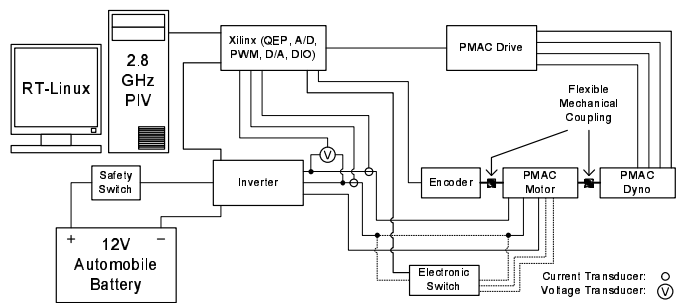 RT-Linux
2.8
GHz
PIV
Xilinx (QEP, A/D,
PWM, D/A, DIO)
PMAC Drive
Flexible
Mechanical
Coupling
V
Safety
Switch
Inverter
Encoder
PMAC
Motor
PMAC
Dyno
+
−
12V
Automobile
Battery
Electronic
Switch
Current Transducer:
Voltage Transducer: V